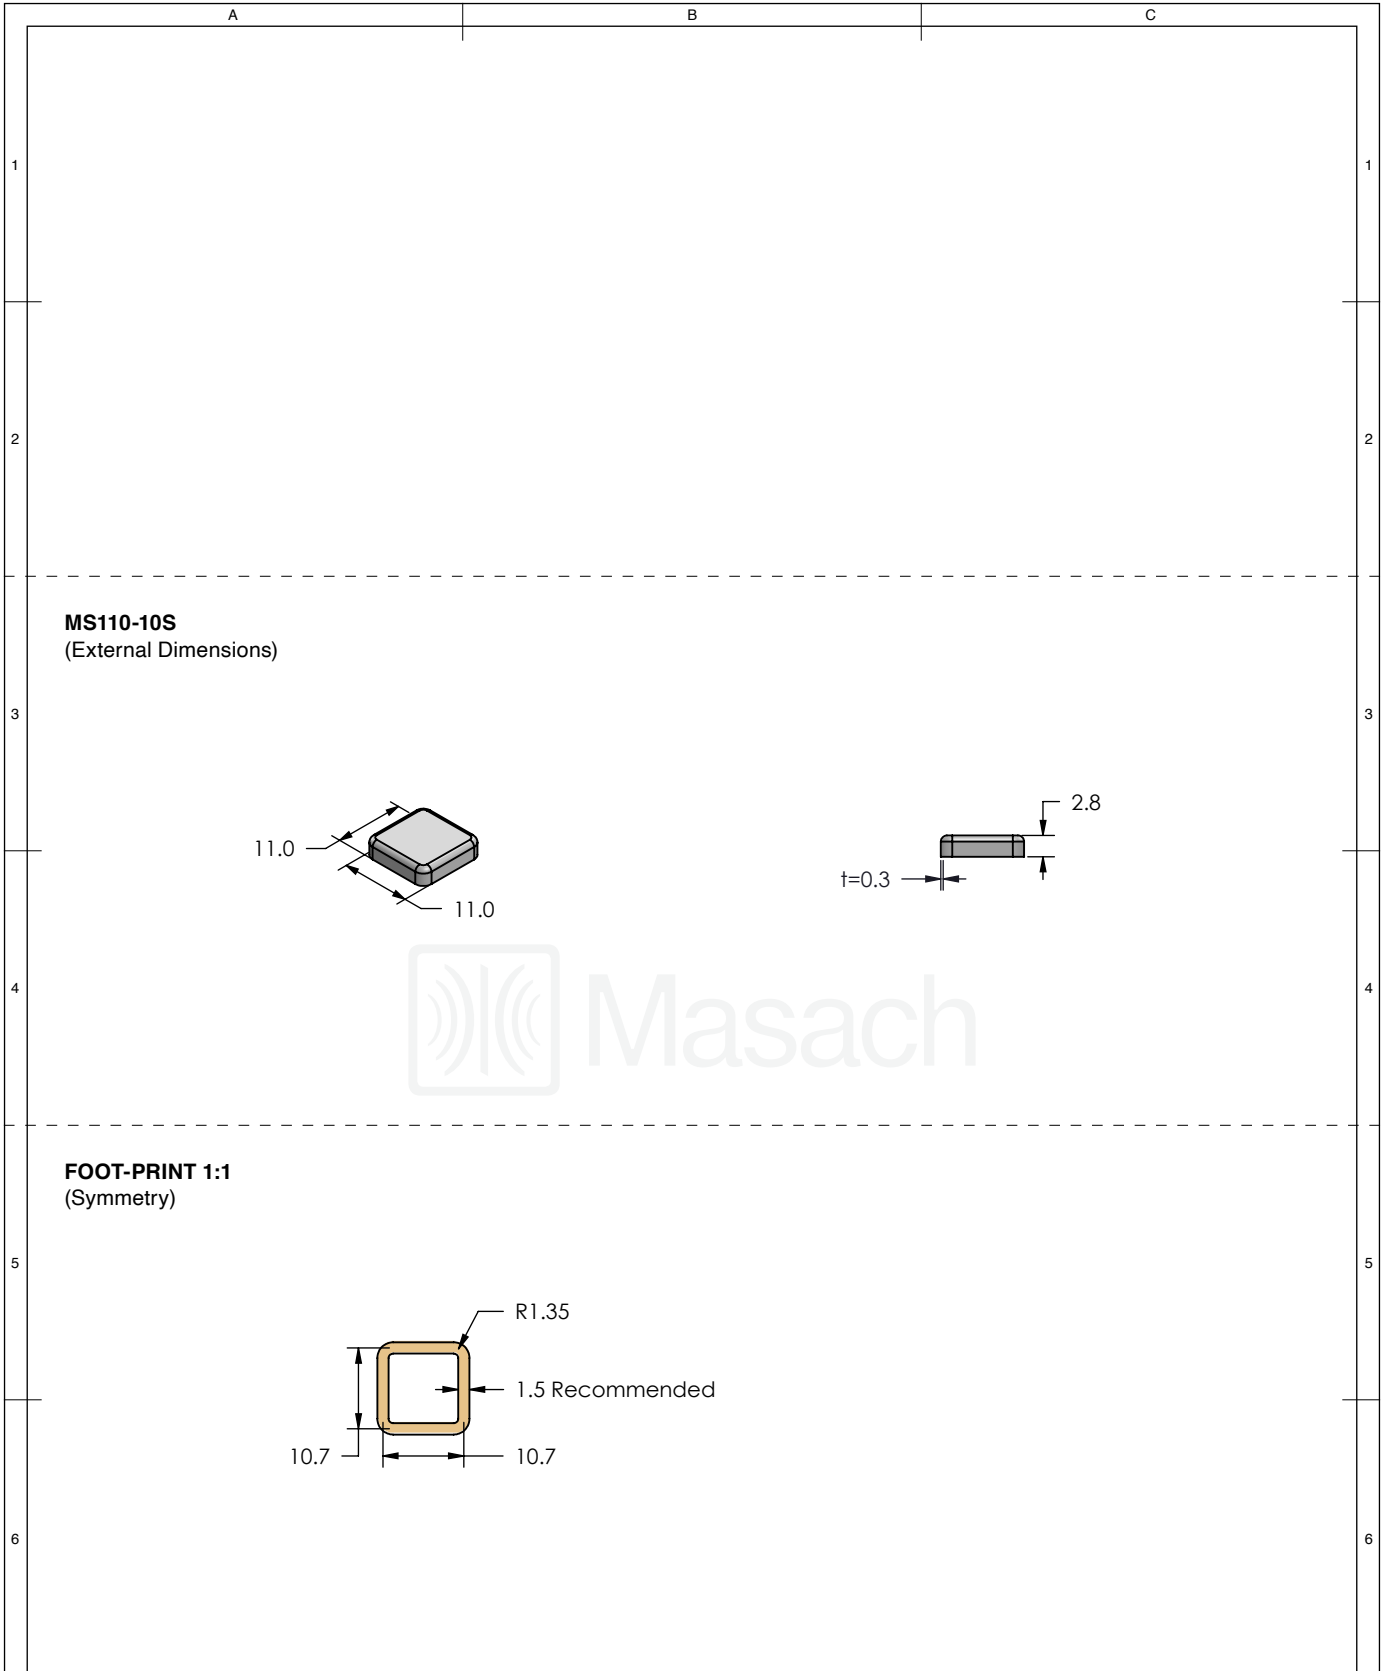 A B C
1 1
2 2
MS110-10S
(External Dimensions)
3 3
2.8
11.0
t=0.3
11.0
4 4
Masach
FOOT-PRINT 1:1
(Symmetry)
5 5
R1.35
1.5 Recommended
10.7 10.7
6 6